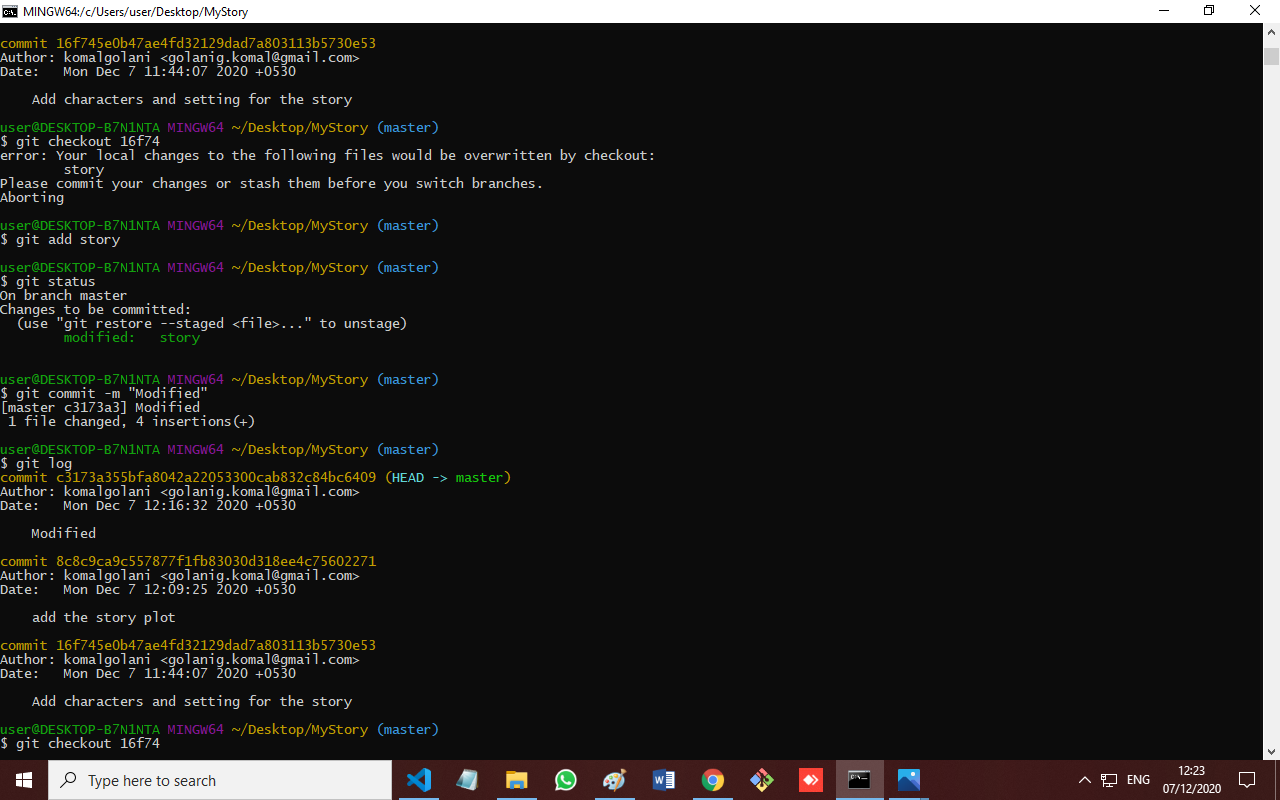 MINGW64:/c/Users/user/Desktop/MyStory
commit 16f745e0b47ae4fd32129dad7a803113b5730e53
Author: komalgolani <golanig.komal@gmail.com>
Date:   Mon Dec 7 11:44:07 2020 +0530
    Add characters and setting for the story
user@DESKTOP-B7N1NTA MINGW64 ~/Desktop/MyStory (master)
$ git checkout 16f74
error: Your local changes to the following files would be overwritten by checkout:
        story
Please commit your changes or stash them before you switch branches.
Aborting
user@DESKTOP-B7N1NTA MINGW64 ~/Desktop/MyStory (master)
$ git add story
user@DESKTOP-B7N1NTA MINGW64 ~/Desktop/MyStory (master)
$ git status
On branch master
Changes to be committed:
  (use "git restore --staged <file>..." to unstage)
        modified:   story
user@DESKTOP-B7N1NTA MINGW64 ~/Desktop/MyStory (master)
$ git commit -m "Modified"
[master c3173a3] Modified
 1 file changed, 4 insertions(+)
user@DESKTOP-B7N1NTA MINGW64 ~/Desktop/MyStory (master)
$ git log
commit c3173a355bfa8042a22053300cab832c84bc6409 (HEAD -> master)
Author: komalgolani <golanig.komal@gmail.com>
Date:   Mon Dec 7 12:16:32 2020 +0530
    Modified
commit 8c8c9ca9c557877f1fb83030d318ee4c75602271
Author: komalgolani <golanig.komal@gmail.com>
Date:   Mon Dec 7 12:09:25 2020 +0530
    add the story plot
commit 16f745e0b47ae4fd32129dad7a803113b5730e53
Author: komalgolani <golanig.komal@gmail.com>
Date:   Mon Dec 7 11:44:07 2020 +0530
    Add characters and setting for the story
user@DESKTOP-B7N1NTA MINGW64 ~/Desktop/MyStory (master)
$ git checkout 16f74
Type here to search
ENG
12:23
07/12/2020